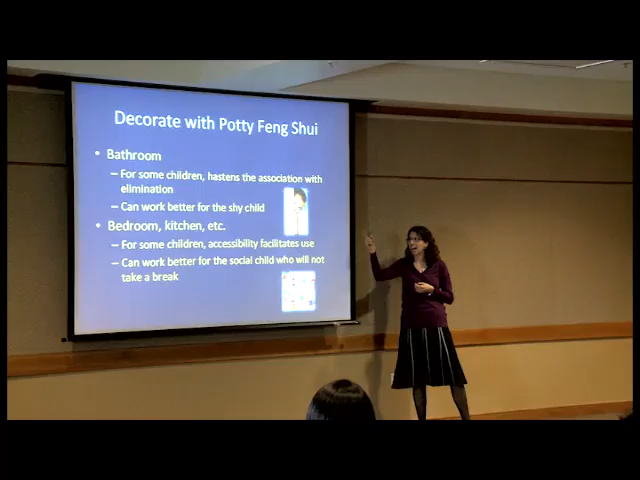 Decorate with Potty Feng Shui
• Bathroom
– For some children, hastens the association with
elimination
– Can work better for the shy child
• Bedroom, kitchen, etc.
– For some children, accessibility facilitates use
– Can work better for the social child who will not
take a break